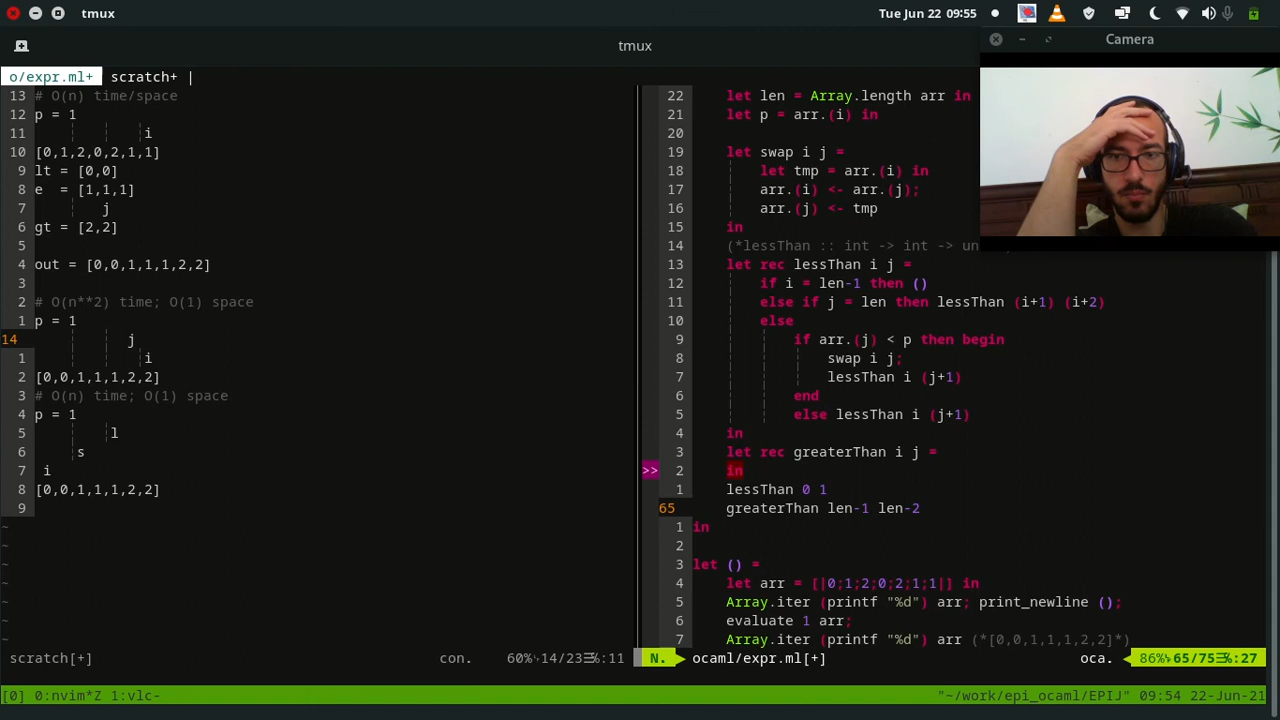 tmux
Tue Jun 22 09:55
tmux
Camera
o/expr.ml+ scratch+ |
13 # O(n) time/space
12 p = 1
11 i
10 [0,1,2,0,2,1,1]
9 lt = [0,0]
8 e  = [1,1,1]
7 j
6 gt = [2,2]
5
4 out = [0,0,1,1,1,2,2]
3
2 # O(n**2) time; O(1) space
1 p = 1
14 j
1 i
2 [0,0,1,1,1,2,2]
3 # O(n) time; O(1) space
4 p = 1
5 l
6 s
7 i
8 [0,0,1,1,1,2,2]
9
~
~
~
~
~
~
~
scratch[+] con. 60% 14/23 :11
22 let len = Array.length arr in
21 let p = arr.(i) in
20
19 let swap i j =
18 let tmp = arr.(i) in
17 arr.(i) <- arr.(j);
16 arr.(j) <- tmp
15 in
14 (*lessThan :: int -> int -> un
13 let rec lessThan i j =
12 if i = len-1 then ()
11 else if j = len then lessThan (i+1) (i+2)
10 else
9 if arr.(j) < p then begin
8 swap i j;
7 lessThan i (j+1)
6 end
5 else lessThan i (j+1)
4 in
3 let rec greaterThan i j =
>> 2 in
1 lessThan 0 1
65 greaterThan len-1 len-2
1 in
2
3 let () =
4 let arr = [|0;1;2;0;2;1;1|] in
5 Array.iter (printf "%d") arr; print_newline ();
6 evaluate 1 arr;
7 Array.iter (printf "%d") arr (*[0,0,1,1,1,2,2]*)
N. ocaml/expr.ml[+] oca. 86% 65/75 :27
[0] 0:nvim*Z 1:vlc- "~/work/epi_ocaml/EPIJ" 09:54 22-Jun-21